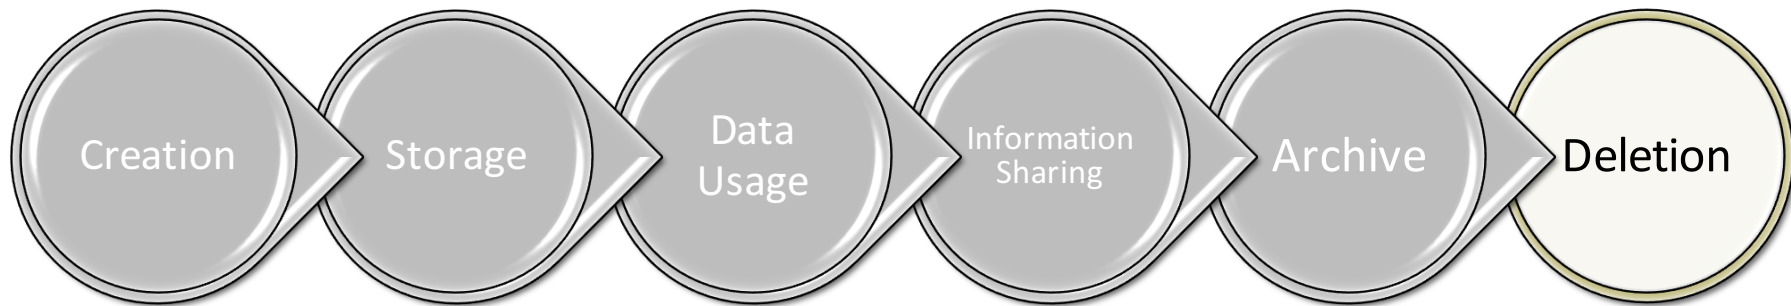 Creation
Storage
Data
Usage
Information
Sharing
Archive
Deletion